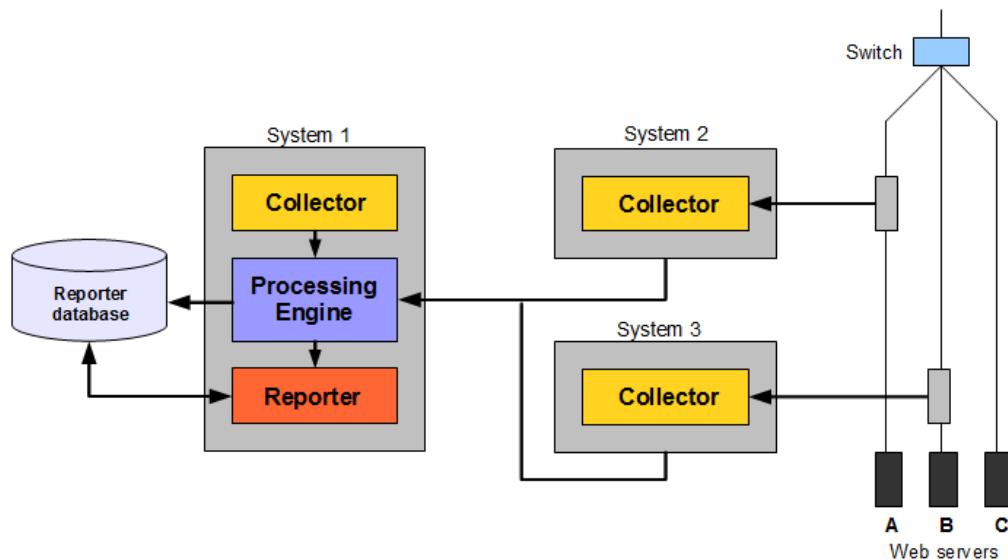 Switch
System 1
System 2
Collector
Collector
Processing
Engine
Reporter
database
System 3
Reporter
Collector
A
B
C
Web servers